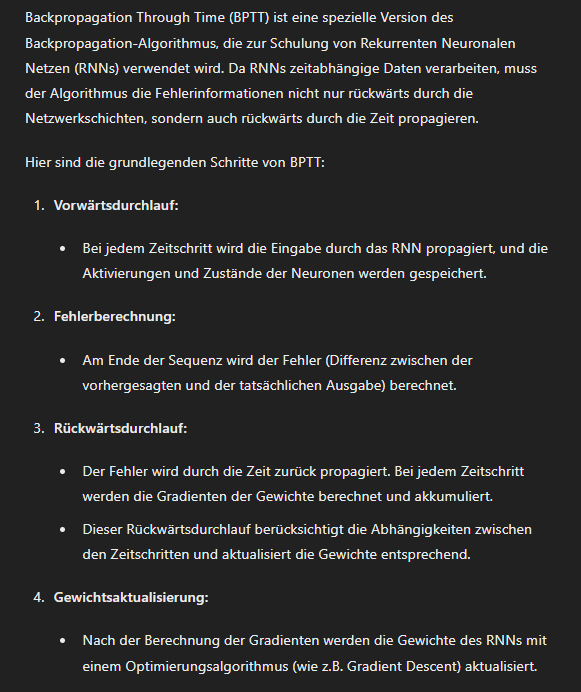 Backpropagation Through Time (BPTT) ist eine spezielle Version des
Backpropagation-Algorithmus, die zur Schulung von Rekurrenten Neuronalen
Netzen (RNNs) verwendet wird. Da RNNs zeitabhängige Daten verarbeiten, muss
der Algorithmus die Fehlerinformationen nicht nur rückwärts durch die
Netzwerkschichten, sondern auch rückwärts durch die Zeit propagieren.
Hier sind die grundlegenden Schritte von BPTT:
1. Vorwärtsdurchlauf:
• Bei jedem Zeitschritt wird die Eingabe durch das RNN propagiert, und die
Aktivierungen und Zustände der Neuronen werden gespeichert.
2. Fehlerberechnung:
• Am Ende der Sequenz wird der Fehler (Differenz zwischen der
vorhergesagten und der tatsächlichen Ausgabe) berechnet.
3. Rückwärtsdurchlauf:
• Der Fehler wird durch die Zeit zurück propagiert. Bei jedem Zeitschritt
werden die Gradienten der Gewichte berechnet und akkumuliert.
• Dieser Rückwärtsdurchlauf berücksichtigt die Abhängigkeiten zwischen
den Zeitschritten und aktualisiert die Gewichte entsprechend.
4. Gewichtsaktualisierung:
• Nach der Berechnung der Gradienten werden die Gewichte des RNNs mit
einem Optimierungsalgorithmus (wie z.B. Gradient Descent) aktualisiert.